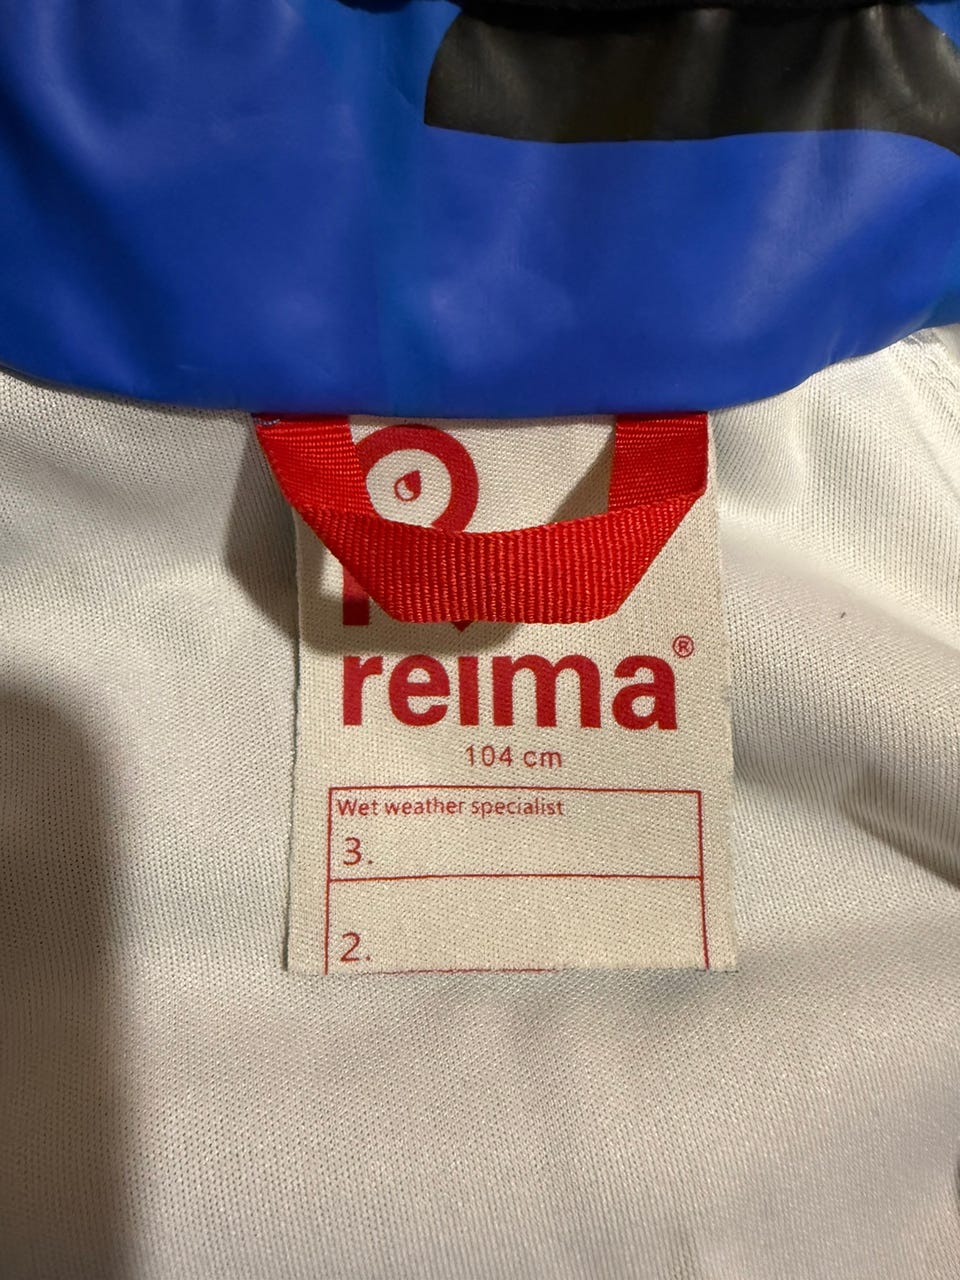 reima®
104 cm
Wet weather specialist
3.
2.